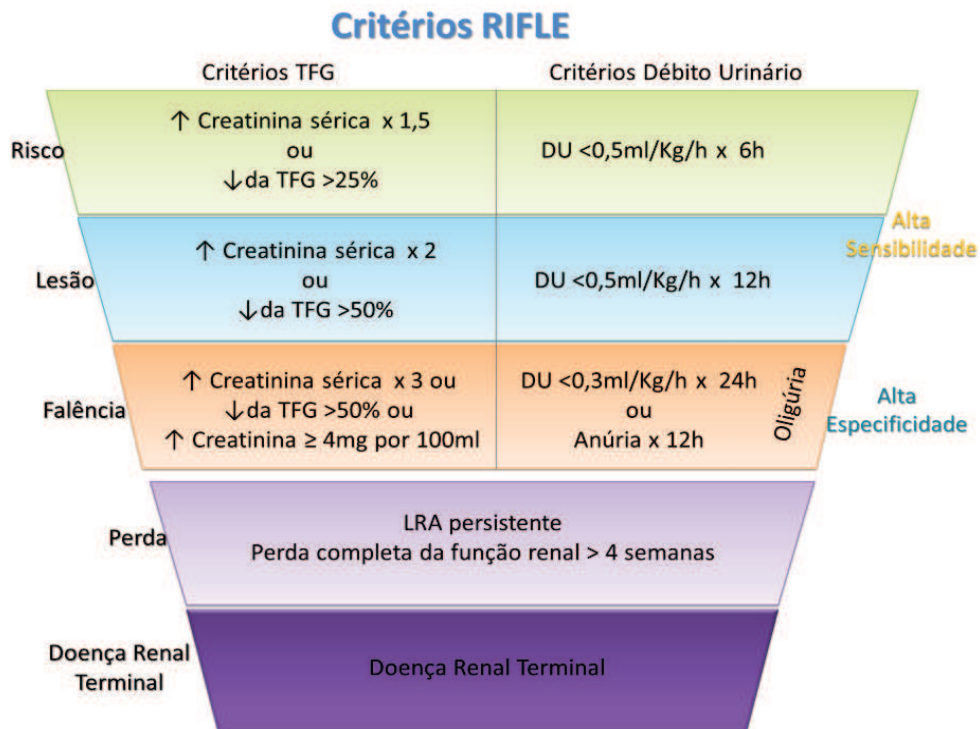 Critérios RIFLE
Critérios TFG
Critérios Débito Urinário
Risco
↑ Creatinina sérica x 1,5
ou
↓da TFG >25%
DU <0,5ml/Kg/h x 6h
Alta
Sensibilidade
Lesão
↑ Creatinina sérica x 2
ou
↓da TFG >50%
DU <0,5ml/Kg/h x 12h
Falência
↑ Creatinina sérica x 3 ou
↓da TFG >50% ou
↑ Creatinina ≥ 4mg por 100ml
DU <0,3ml/Kg/h x 24h
ou
Anúria x 12h
Oligúria
Alta
Especificidade
Perda
LRA persistente
Perda completa da função renal > 4 semanas
Doença Renal
Terminal
Doença Renal Terminal